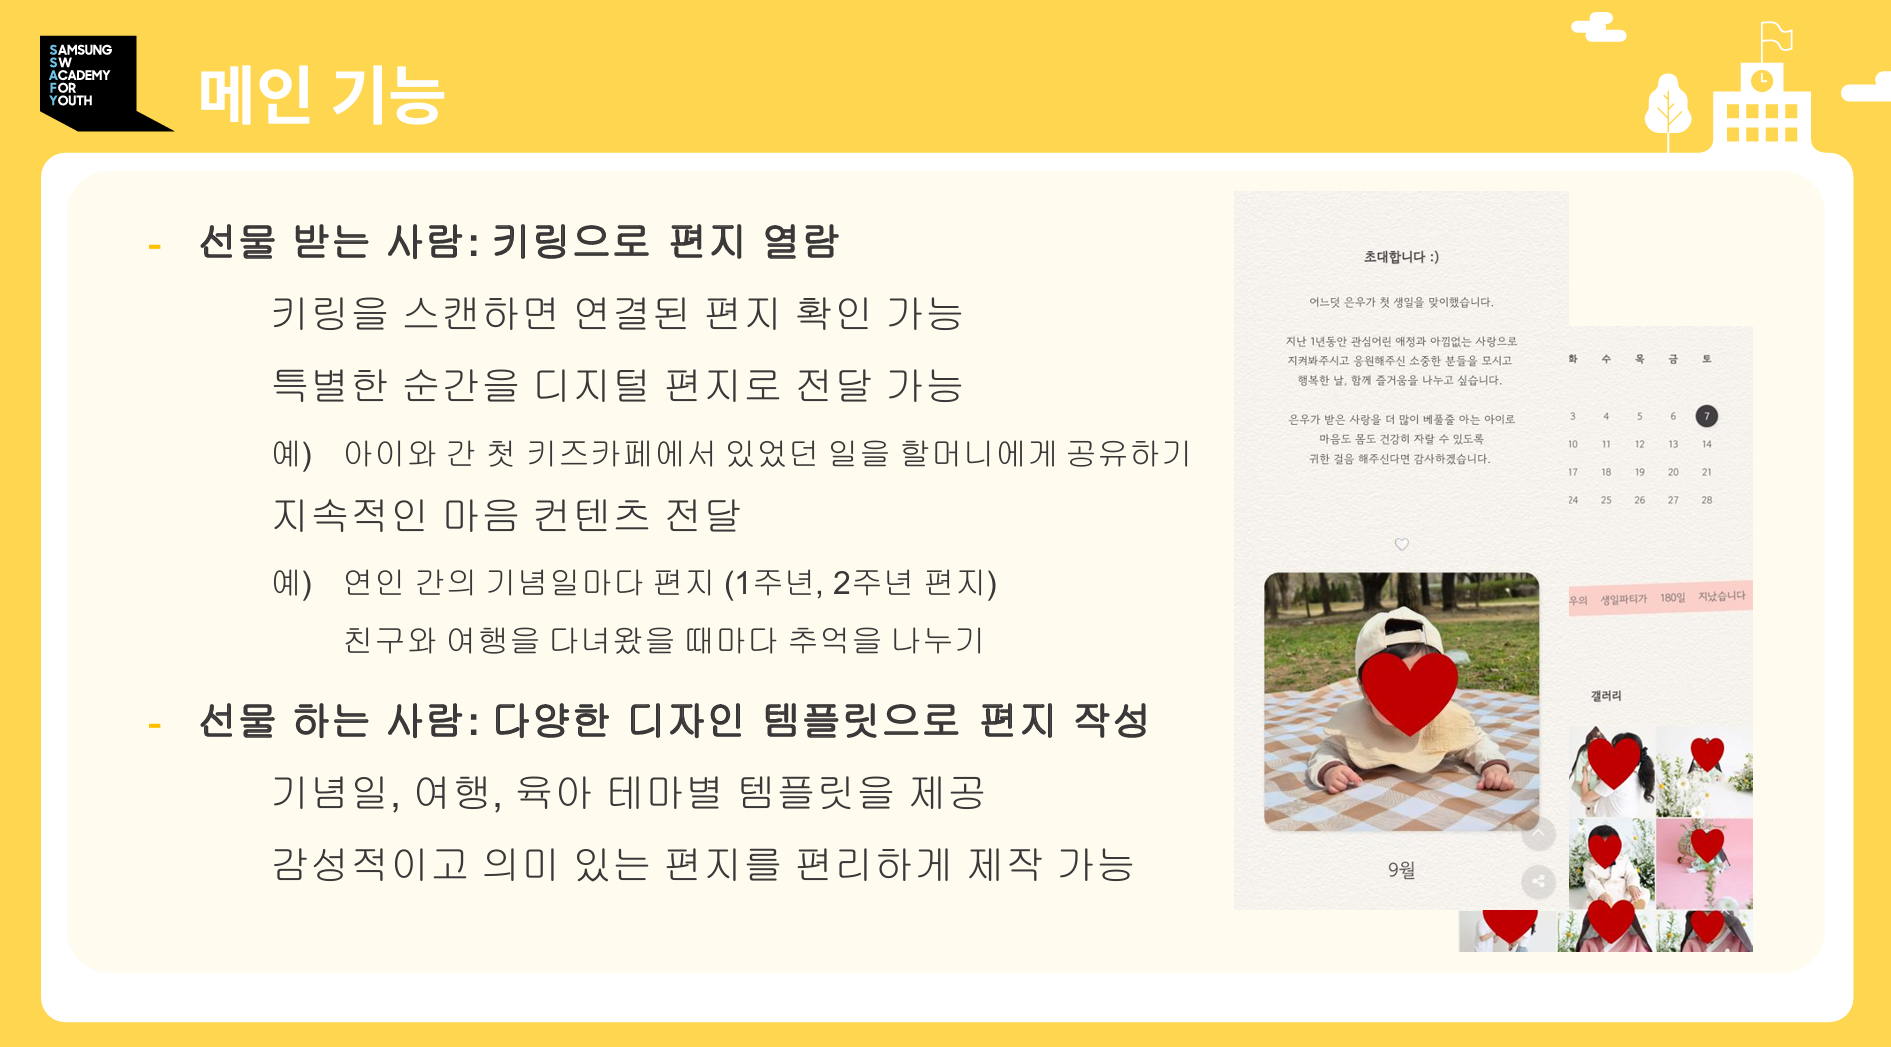 SAMSUNG
SW
ACADEMY
FOR
YOUTH
메인 기능
- 선물 받는 사람: 키링으로 편지 열람
키링을 스캔하면 연결된 편지 확인 가능
특별한 순간을 디지털 편지로 전달 가능
예) 아이와 간 첫 키즈카페에서 있었던 일을 할머니에게 공유하기
지속적인 마음 컨텐츠 전달
예) 연인 간의 기념일마다 편지 (1주년, 2주년 편지)
친구와 여행을 다녀왔을 때마다 추억을 나누기
- 선물 하는 사람: 다양한 디자인 템플릿으로 편지 작성
기념일, 여행, 육아 테마별 템플릿을 제공
감성적이고 의미 있는 편지를 편리하게 제작 가능
초대합니다 :)
어느덧 은우가 첫 생일을 맞이했습니다.
지난 1년동안 관심어린 애정과 아낌없는 사랑으로
지켜봐주시고 응원해주신 소중한 분들을 모시고
행복한 날, 함께 즐거움을 나누고 싶습니다.
은우가 받은 사랑을 더 많이 베풀줄 아는 아이로
마음도 몸도 건강히 자랄 수 있도록
귀한 걸음 해주신다면 감사하겠습니다.
9월
화 수 목 금 토
3 4 5 6 7
10 11 12 13 14
17 18 19 20 21
24 25 26 27 28
우의 생일파티가 180일 지났습니다
갤러리